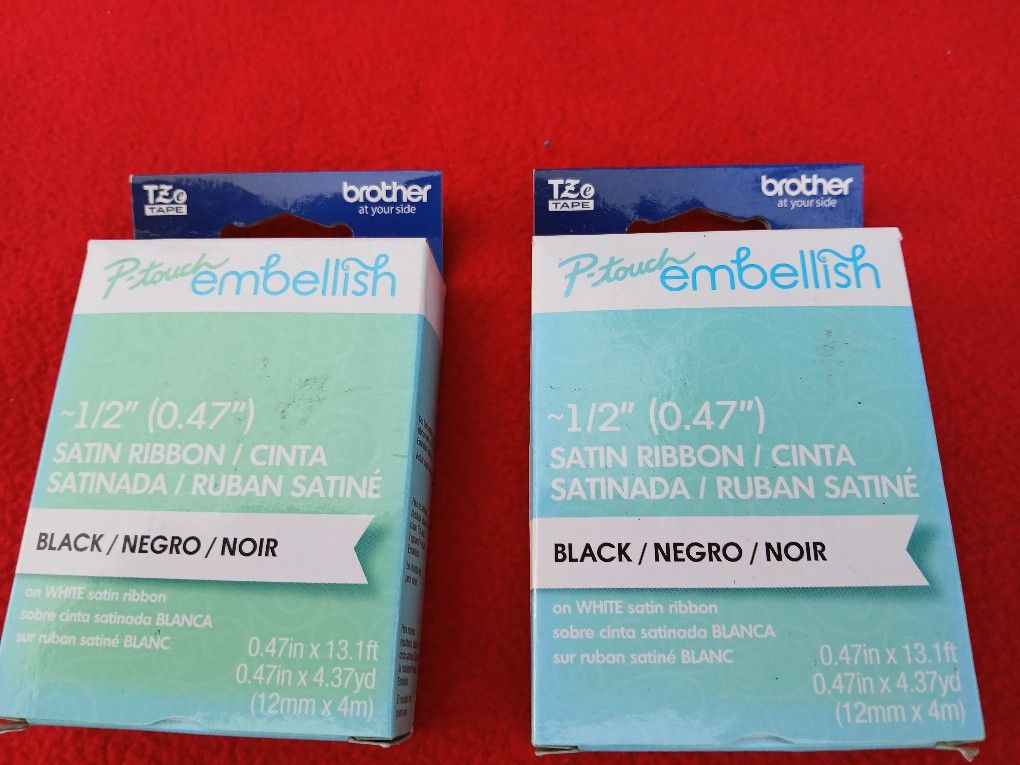 TZe
TAPE
brother
at your side
P-touch embellish
~1/2" (0.47")
SATIN RIBBON / CINTA
SATINADA / RUBAN SATINÉ
BLACK / NEGRO / NOIR
on WHITE satin ribbon
sobre cinta satinada BLANCA
sur ruban satiné BLANC
0.47in x 13.1ft
0.47in x 4.37yd
(12mm x 4m)
TZe
TAPE
brother
at your side
P-touch embellish
~1/2" (0.47")
SATIN RIBBON / CINTA
SATINADA / RUBAN SATINÉ
BLACK / NEGRO / NOIR
on WHITE satin ribbon
sobre cinta satinada BLANCA
sur ruban satiné BLANC
0.47in x 13.1ft
0.47in x 4.37yd
(12mm x 4m)